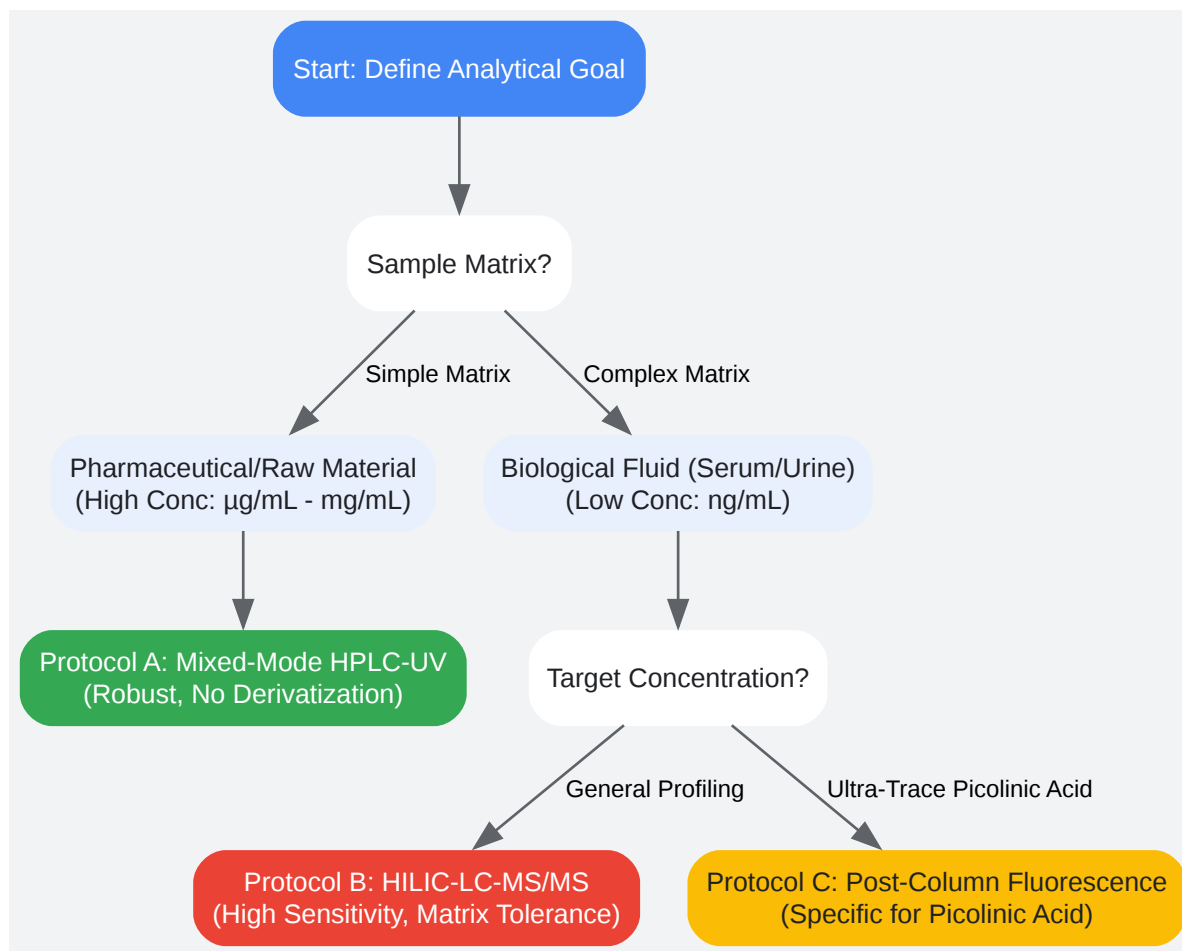 Start: Define Analytical Goal
Sample Matrix?
Simple Matrix
Complex Matrix
Pharmaceutical/Raw Material
(High Conc: µg/mL - mg/mL)
Biological Fluid (Serum/Urine)
(Low Conc: ng/mL)
Protocol A: Mixed-Mode HPLC-UV
(Robust, No Derivatization)
Target Concentration?
General Profiling
Ultra-Trace Picolinic Acid
Protocol B: HILIC-LC-MS/MS
(High Sensitivity, Matrix Tolerance)
Protocol C: Post-Column Fluorescence
(Specific for Picolinic Acid)